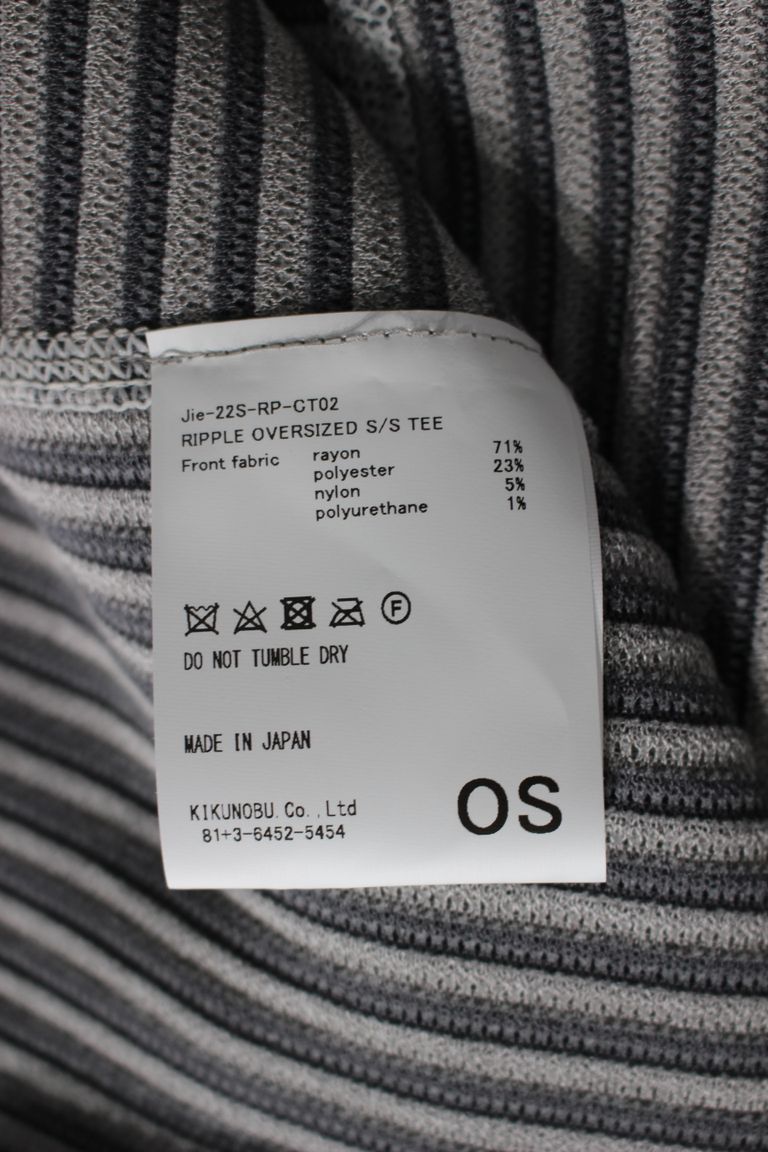 Jie-22S-RP-CT02
RIPPLE OVERSIZED S/S TEE
Front fabric rayon 71%
polyester 23%
nylon 5%
polyurethane 1%
F
DO NOT TUMBLE DRY
MADE IN JAPAN
KIKUNOBU.Co.,Ltd
81+3-6452-5454
OS